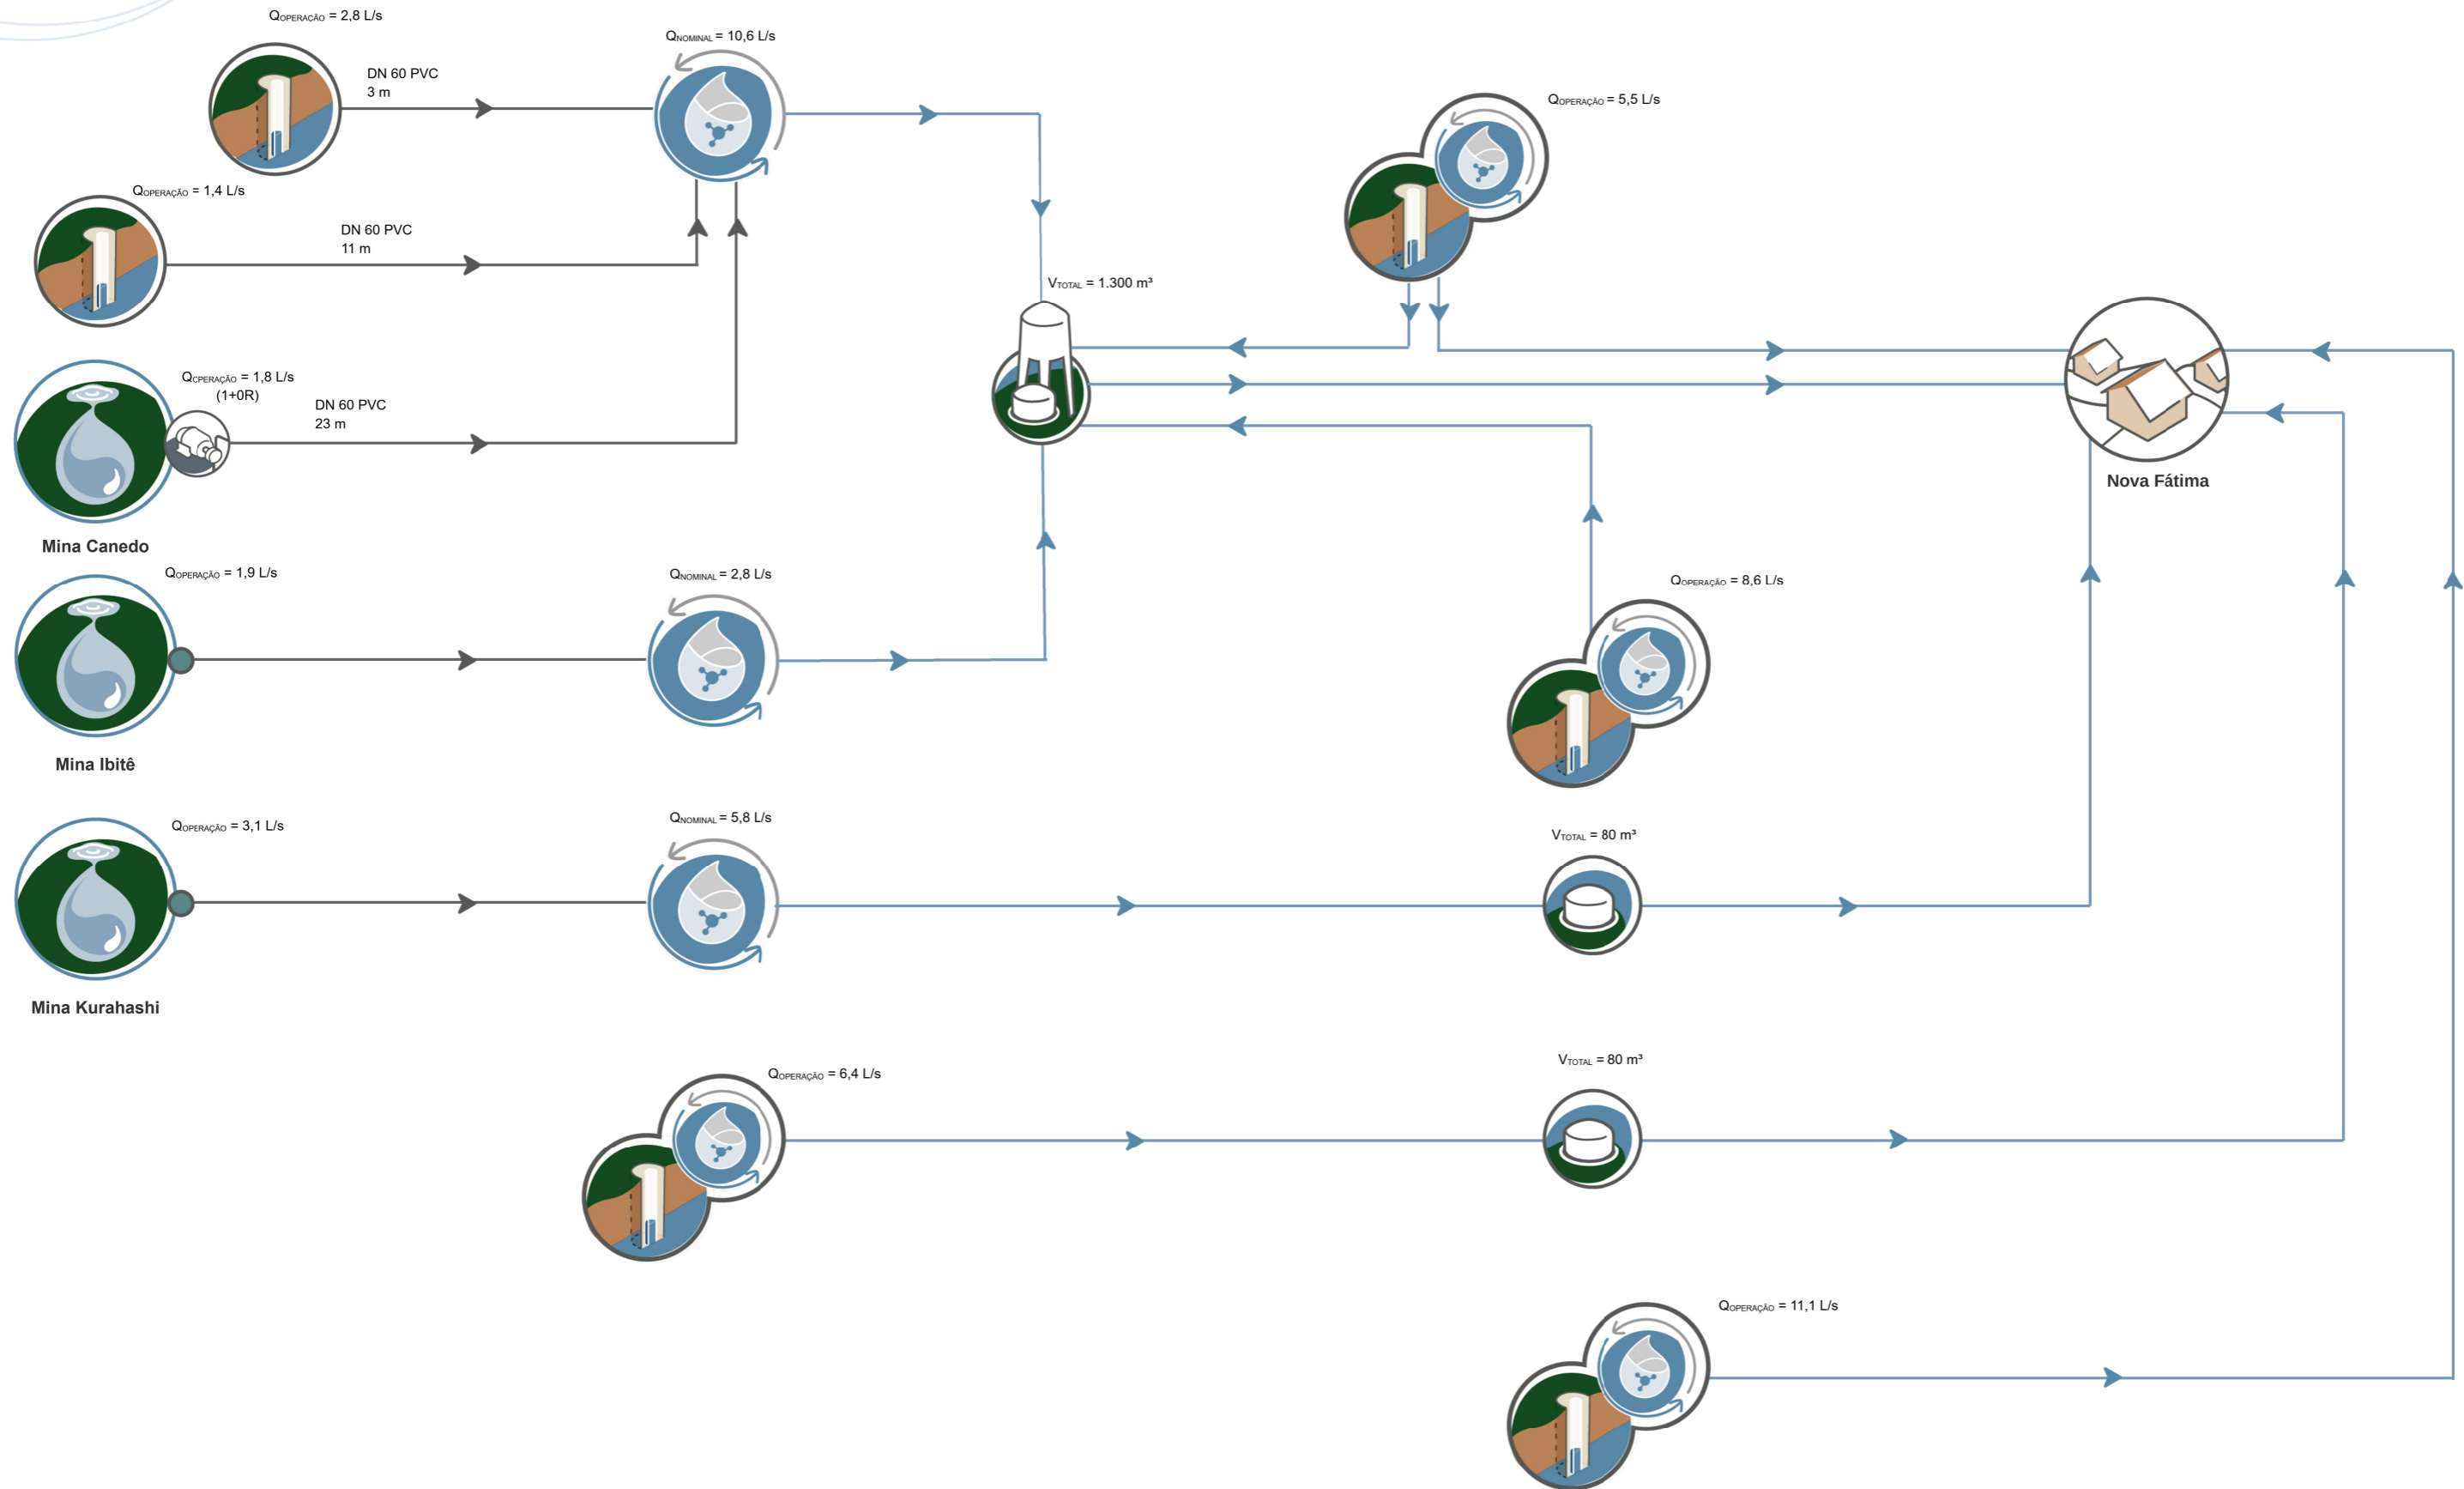 QOPERAÇÃO = 2,8 L/s
QNOMINAL = 10,6 L/s
DN 60 PVC
3 m
QOPERAÇÃO = 5,5 L/s
QOPERAÇÃO = 1,4 L/s
DN 60 PVC
11 m
VTOTAL = 1.300 m³
QCPERAÇÃO = 1,8 L/s
(1+0R)
DN 60 PVC
23 m
Nova Fátima
Mina Canedo
QOPERAÇÃO = 1,9 L/s
QNOMINAL = 2,8 L/s
QOPERAÇÃO = 8,6 L/s
Mina Ibitê
QOPERAÇÃO = 3,1 L/s
QNOMINAL = 5,8 L/s
VTOTAL = 80 m³
Mina Kurahashi
VTOTAL = 80 m³
QOPERAÇÃO = 6,4 L/s
QOPERAÇÃO = 11,1 L/s